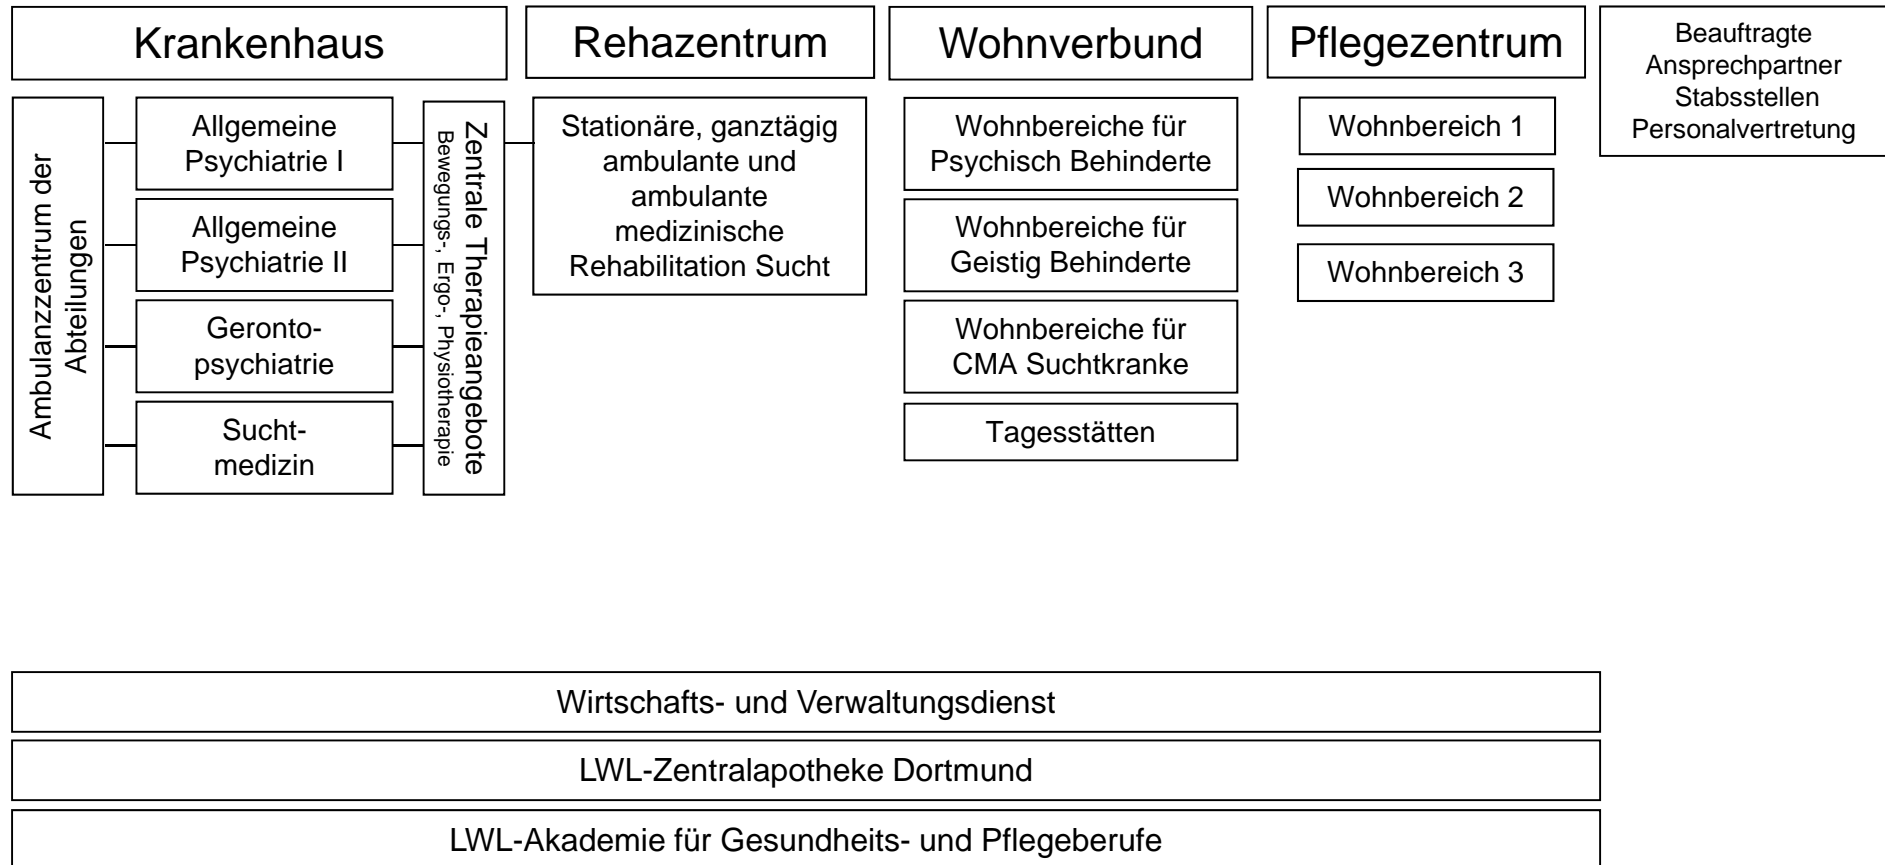 Krankenhaus
Rehazentrum
Wohnverbund
Pflegezentrum
Beauftragte
Ansprechpartner
Stabsstellen
Personalvertretung
Ambulanzzentrum der
Abteilungen
Allgemeine
Psychiatrie I
Allgemeine
Psychiatrie II
Geronto-
psychiatrie
Sucht-
medizin
Zentrale Therapieangebote
Bewegungs-, Ergo-, Physiotherapie
Stationäre, ganztägig
ambulante und
ambulante
medizinische
Rehabilitation Sucht
Wohnbereiche für
Psychisch Behinderte
Wohnbereiche für
Geistig Behinderte
Wohnbereiche für
CMA Suchtkranke
Tagesstätten
Wohnbereich 1
Wohnbereich 2
Wohnbereich 3
Wirtschafts- und Verwaltungsdienst
LWL-Zentralapotheke Dortmund
LWL-Akademie für Gesundheits- und Pflegeberufe